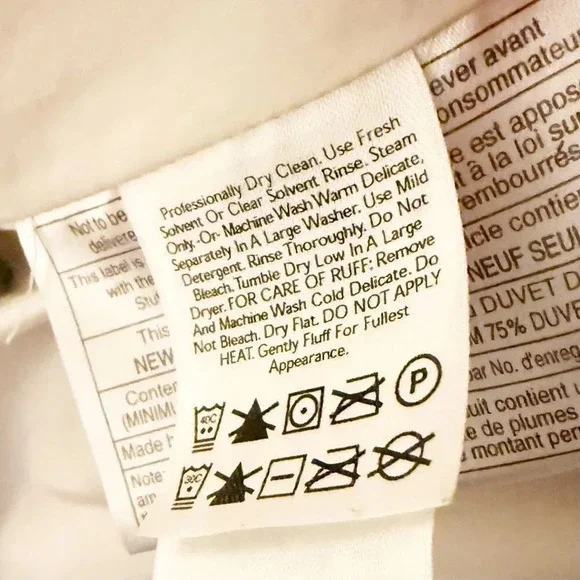 Professionally Dry Clean. Use Fresh
Solvent Or Clear Solvent Rinse. Steam
Only.-Or- Machine Wash Warm Delicate,
Separately In A Large Washer. Use Mild
Detergent. Rinse Thoroughly. Do Not
Bleach. Tumble Dry Low In A Large
Dryer. FOR CARE OF RUFF: Remove
And Machine Wash Cold Delicate. Do
Not Bleach. Dry Flat. DO NOT APPLY
HEAT. Gently Fluff For Fullest
Appearance.
40C
P
30C
Not to be
delivere
This label is
with the
Stu
This
NEW
Conte
(MINIMU
Made
Note
ever avant
onsommateu
e est appos
t à la loi sur
embourrés
cle contie
NEUF SEUL
DUVET D
M 75% DUVE
par No. d'enreg
uit contient
e de plumes
montant per